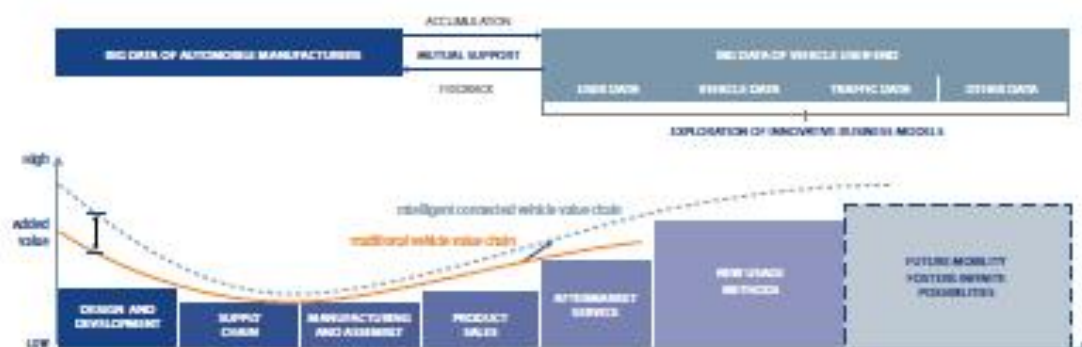 ACCUMULATION
BIG DATA OF AUTOMOBILE MANUFACTURERS
MUTUAL SUPPORT
BIG DATA OF VEHICLE USER-END
FEEDBACK
USER DATA
VEHICLE DATA
TRAFFIC DATA
OTHER DATA
EXPLORATION OF INNOVATIVE BUSINESS MODELS
High
Added
value
Low
Intelligent connected vehicle value chain
Traditional vehicle value chain
DESIGN AND
DEVELOPMENT
SUPPLY
CHAIN
MANUFACTURING
AND ASSEMBLY
PRODUCT
SALES
AFTERMARKET
SERVICE
NEW USAGE
METHODS
FUTURE MOBILITY
FOSTERS INFINITE
POSSIBILITIES